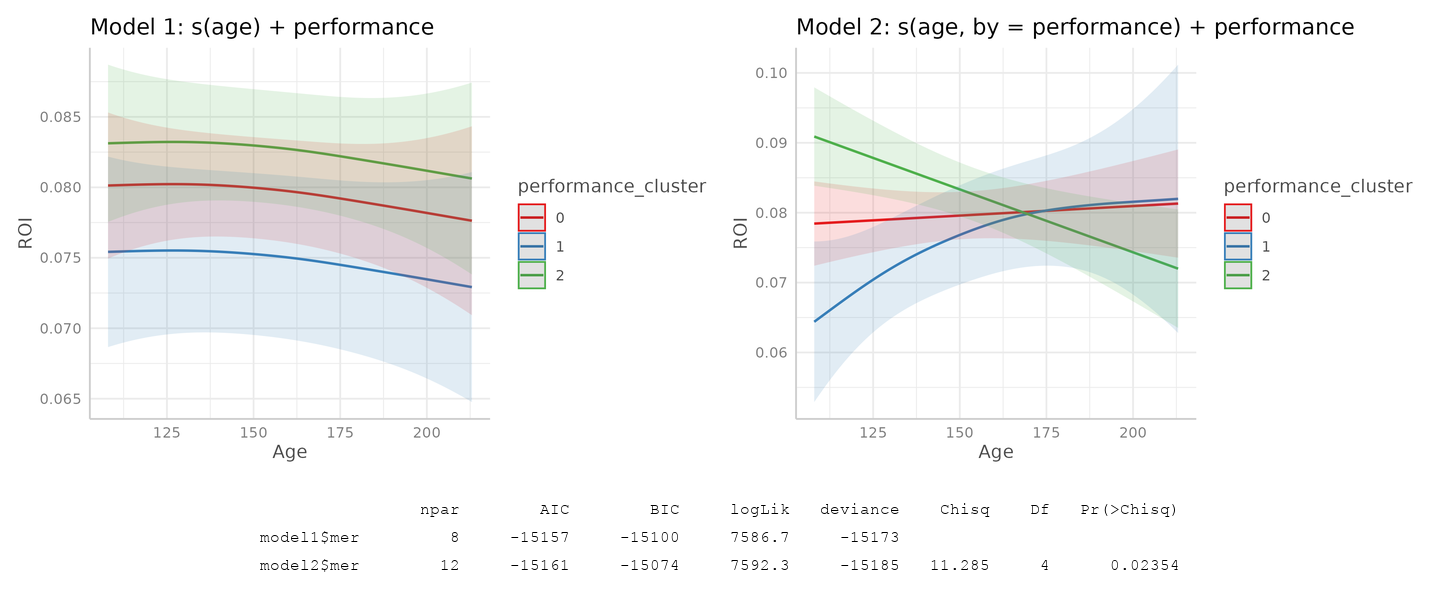 Model 1: s(age) + performance
0.085
0.080
0.075
0.070
0.065
ROI
125 150 175 200
Age
performance_cluster
0
1
2
Model 2: s(age, by = performance) + performance
0.10
0.09
0.08
0.07
0.06
ROI
125 150 175 200
Age
performance_cluster
0
1
2
npar AIC BIC logLik deviance Chisq Df Pr(>Chisq)
model1$mer 8 -15157 -15100 7586.7 -15173
model2$mer 12 -15161 -15074 7592.3 -15185 11.285 4 0.02354